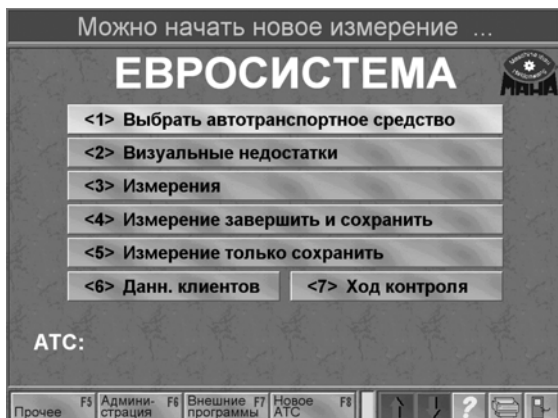 Можно начать новое измерение ...
ЕВРОСИСТЕМА
МАНА
<1> Выбрать автотранспортное средство
<2> Визуальные недостатки
<3> Измерения
<4> Измерение завершить и сохранить
<5> Измерение только сохранить
<6> Данн. клиентов <7> Ход контроля
АТС:
Прочее F5 Админи- F6 Внешние F7 Новое F8 ?
страция программы АТС